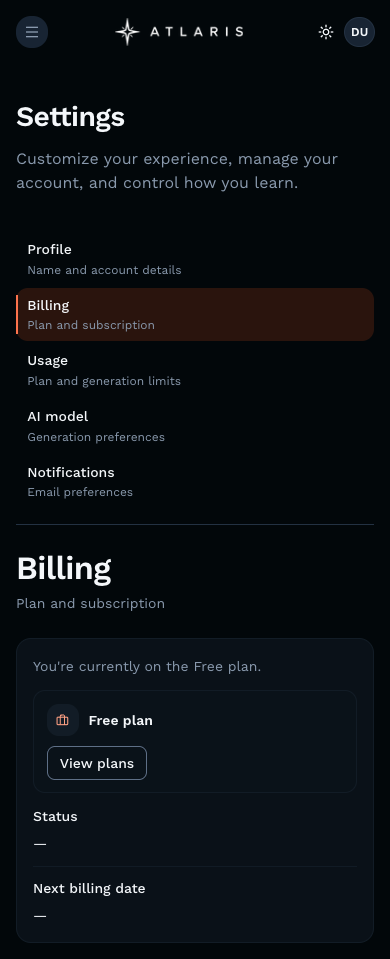 ATLARIS
DU
Settings
Customize your experience, manage your
account, and control how you learn.
Profile
Name and account details
Billing
Plan and subscription
Usage
Plan and generation limits
AI model
Generation preferences
Notifications
Email preferences
Billing
Plan and subscription
You're currently on the Free plan.
Free plan
View plans
Status
—
Next billing date
—